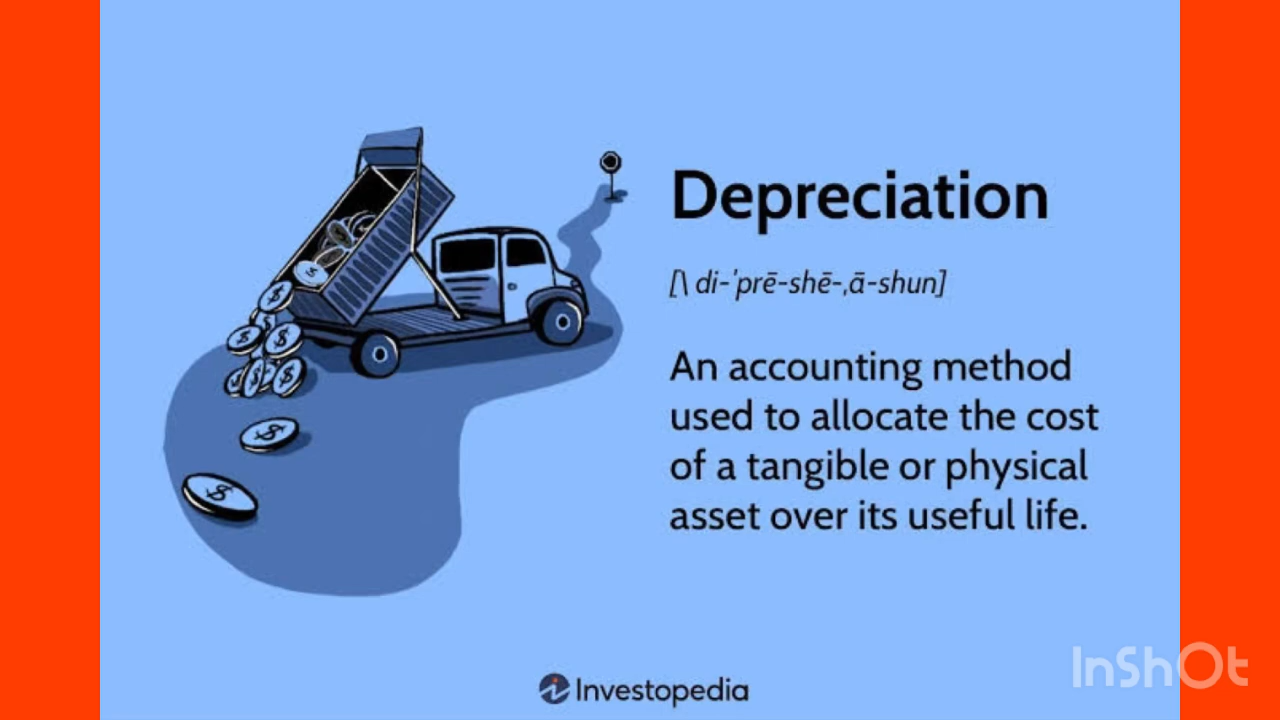 Depreciation
[\ di-ˈprē-shē-ˌā-shun]
An accounting method
used to allocate the cost
of a tangible or physical
asset over its useful life.
Investopedia
InShOt